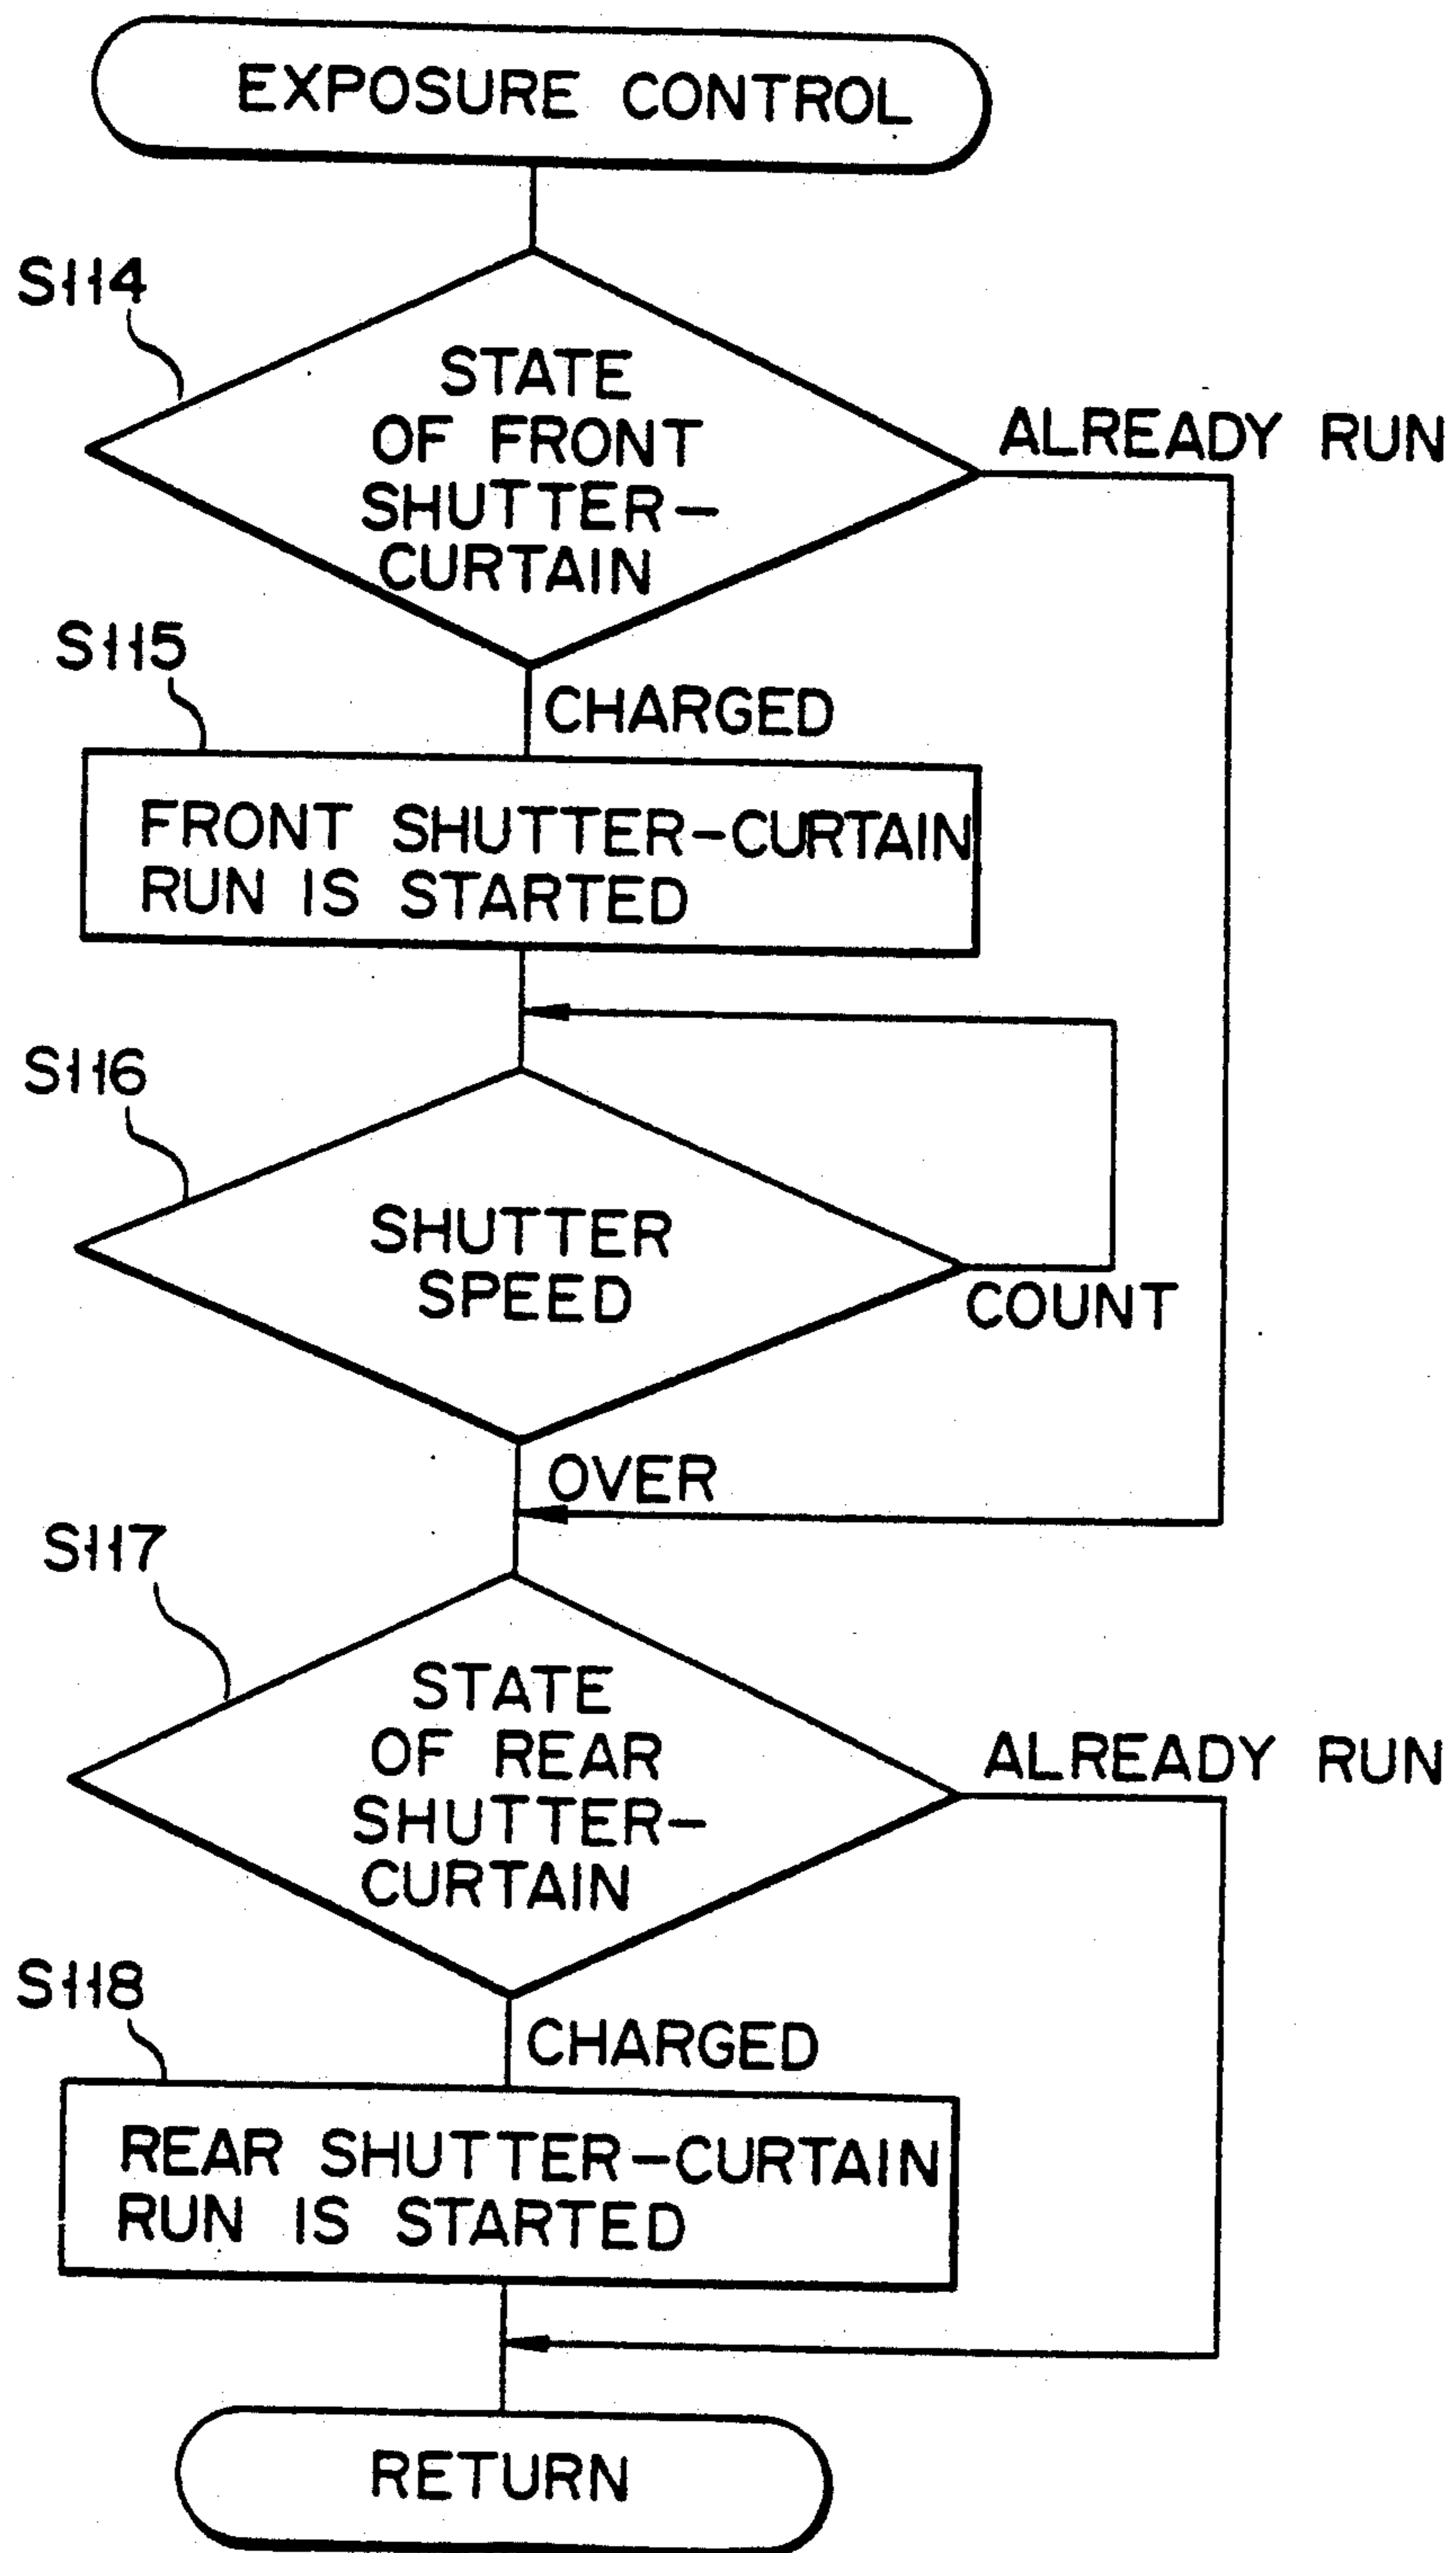 EXPOSURE CONTROL
S114
STATE
OF FRONT
SHUTTER-
CURTAIN
ALREADY RUN
CHARGED
S115
FRONT SHUTTER-CURTAIN
RUN IS STARTED
S116
SHUTTER
SPEED
COUNT
OVER
S117
STATE
OF REAR
SHUTTER-
CURTAIN
ALREADY RUN
CHARGED
S118
REAR SHUTTER-CURTAIN
RUN IS STARTED
RETURN